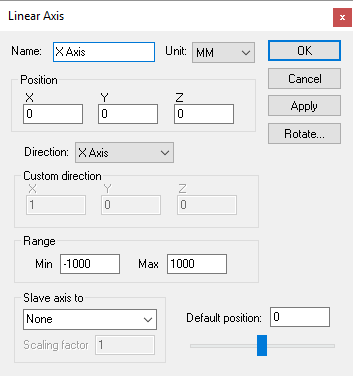 Linear Axis
Name: X Axis Unit: MM OK
Cancel
Position
X Y Z
0 0 0
Apply
Rotate...
Direction: X Axis
Custom direction
X Y Z
1 0 0
Range
Min -1000 Max 1000
Slave axis to
None
Default position: 0
Scaling factor 1